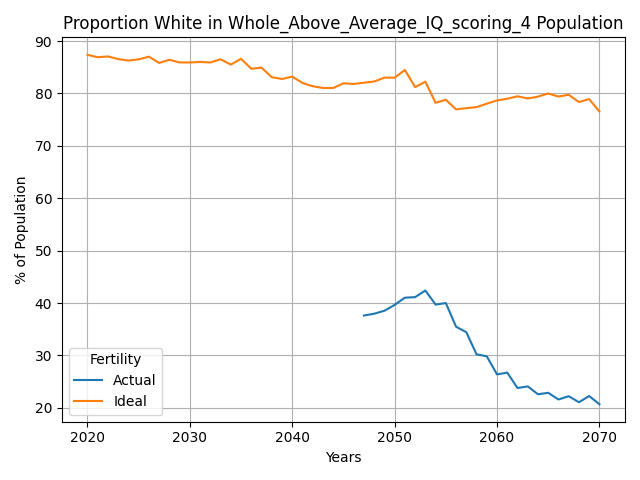 Proportion White in Whole_Above_Average_IQ_scoring_4 Population
90
80
70
60
50
40
30
20
% of Population
Fertility
Actual
Ideal
2020 2030 2040 2050 2060 2070
Years